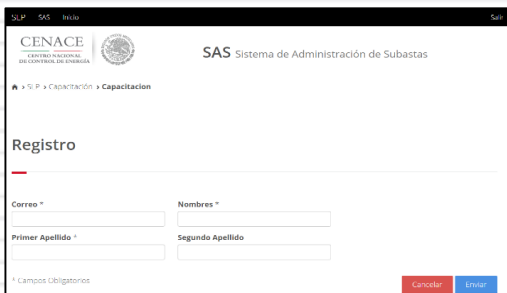 SLP SAS Inicio Salir
CENACE
CENTRO NACIONAL
DE CONTROL DE ENERGÍA
SAS Sistema de Administración de Subastas
> SLP > Capacitación > Capacitacion
Registro
Correo * Nombres *
Primer Apellido * Segundo Apellido
* Campos Obligatorios
Cancelar Enviar